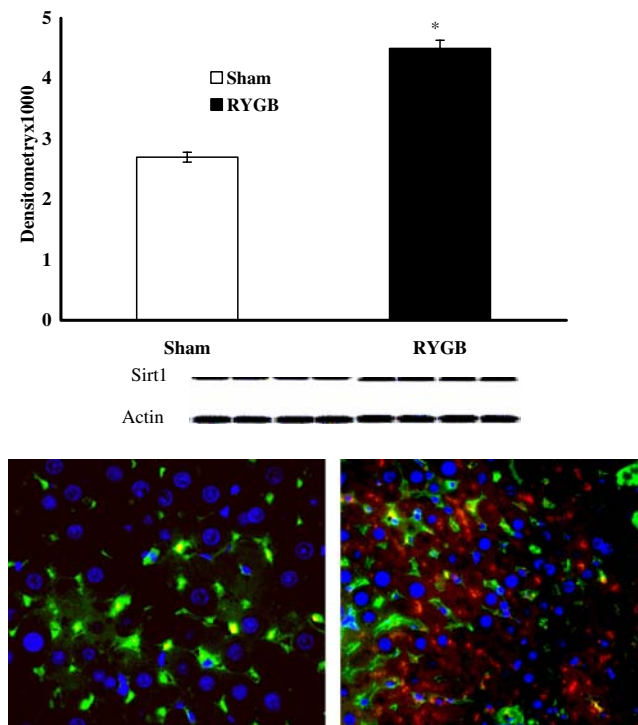 5
4
3
2
1
0
Densitometryx1000
Sham
RYGB
*
Sham
RYGB
Sirt1
Actin